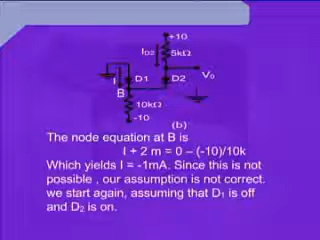 +10
I_D2 5kΩ
D1 D2 V₀
I
B
10kΩ
-10
(b)
The node equation at B is
I + 2 m = 0 – (-10)/10k
Which yields I = -1mA. Since this is not
possible , our assumption is not correct.
we start again, assuming that D₁ is off
and D₂ is on.